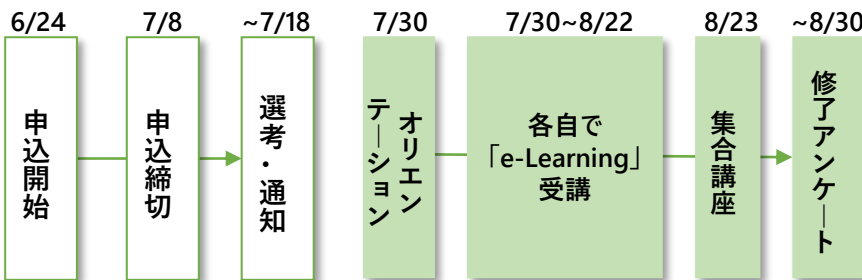 6/24
申込開始
7/8
申込締切
~7/18
選考・通知
7/30
オリエン
テーション
7/30~8/22
各自で
「e-Learning」
受講
8/23
集合講座
~8/30
修了アンケート